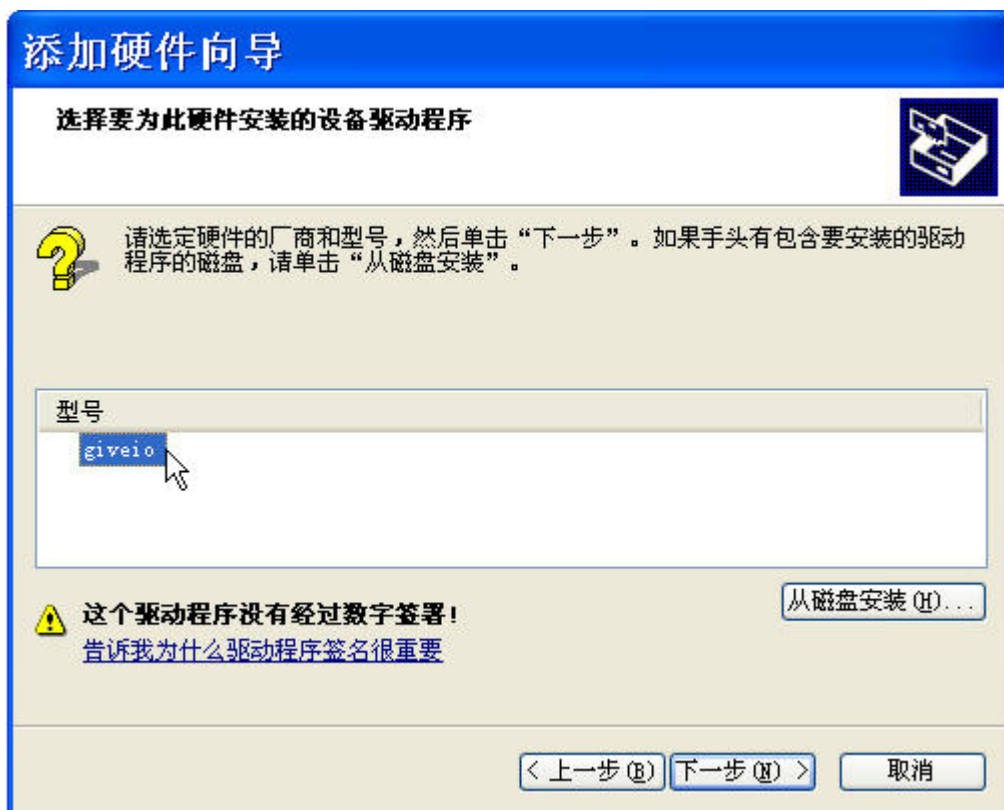 添加硬件向导
选择要为此硬件安装的设备驱动程序
请选定硬件的厂商和型号，然后单击“下一步”。如果手头有包含要安装的驱动
程序的磁盘，请单击“从磁盘安装”。
型号
giveio
这个驱动程序没有经过数字签署!
从磁盘安装(H)...
告诉我为什么驱动程序签名很重要
< 上一步(B) 下一步(N) > 取消